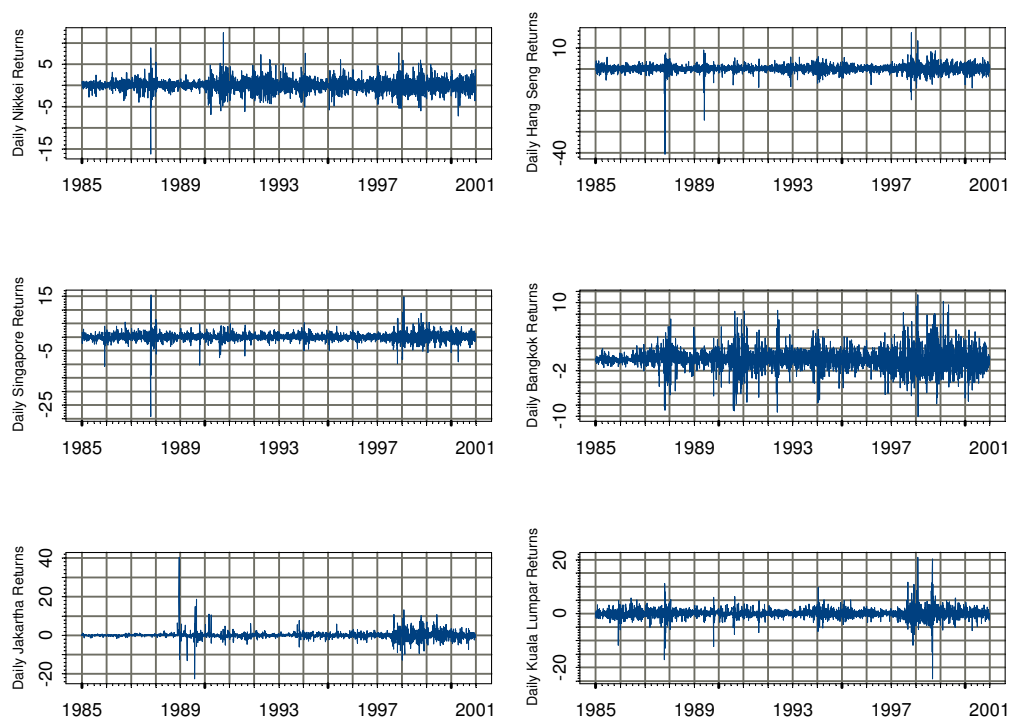 Daily Nikkei Returns
5
-5
-15
1985 1989 1993 1997 2001
Daily Hang Seng Returns
10
-40
1985 1989 1993 1997 2001
Daily Singapore Returns
15
-5
-25
1985 1989 1993 1997 2001
Daily Bangkok Returns
10
-2
-10
1985 1989 1993 1997 2001
Daily Jakartha Returns
40
20
0
-20
1985 1989 1993 1997 2001
Daily Kuala Lumpar Returns
20
0
-20
1985 1989 1993 1997 2001